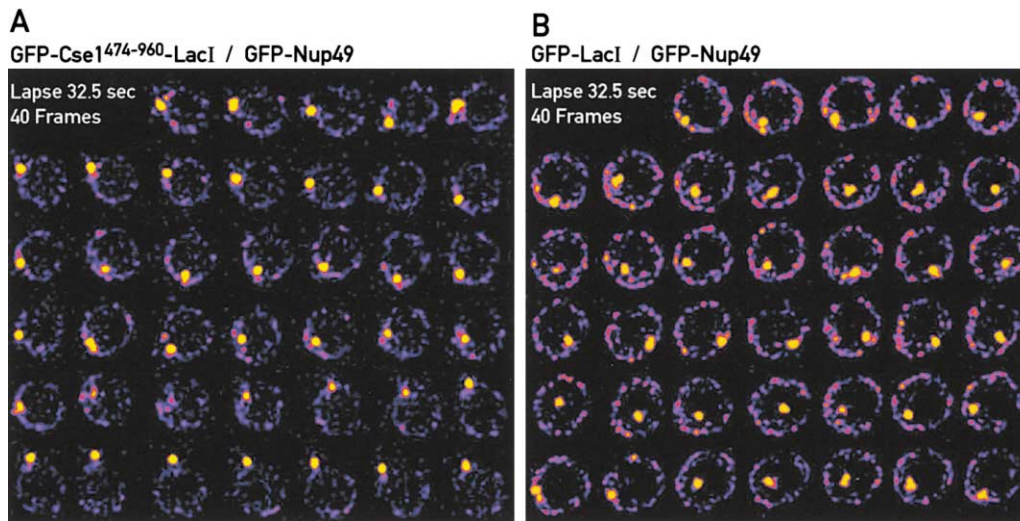 A
GFP-Cse1474-960-LacI / GFP-Nup49
Lapse 32.5 sec
40 Frames
B
GFP-LacI / GFP-Nup49
Lapse 32.5 sec
40 Frames